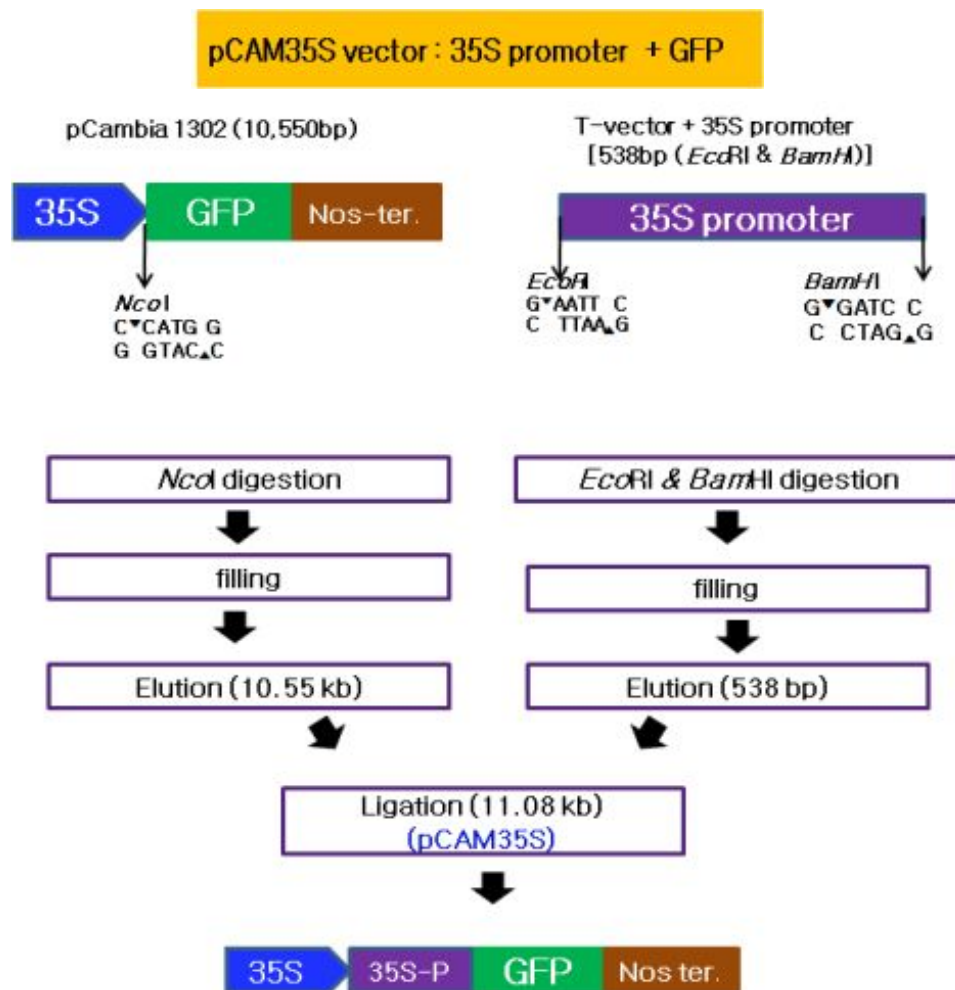 pCAM35S vector : 35S promoter + GFP
pCambia 1302 (10,550bp)
T-vector + 35S promoter
[538bp (EcoRI & BamHI)]
35S
GFP
Nos-ter.
35S promoter
NcoI
C▼CATG G
G GTAC▲C
EcoRI
G▼AATT C
C TTAA▲G
BamHI
G▼GATC C
C CTAG▲G
NcoI digestion
EcoRI & BamHI digestion
filling
filling
Elution (10.55 kb)
Elution (538 bp)
Ligation (11.08 kb)
(pCAM35S)
35S
35S-P
GFP
Nos ter.